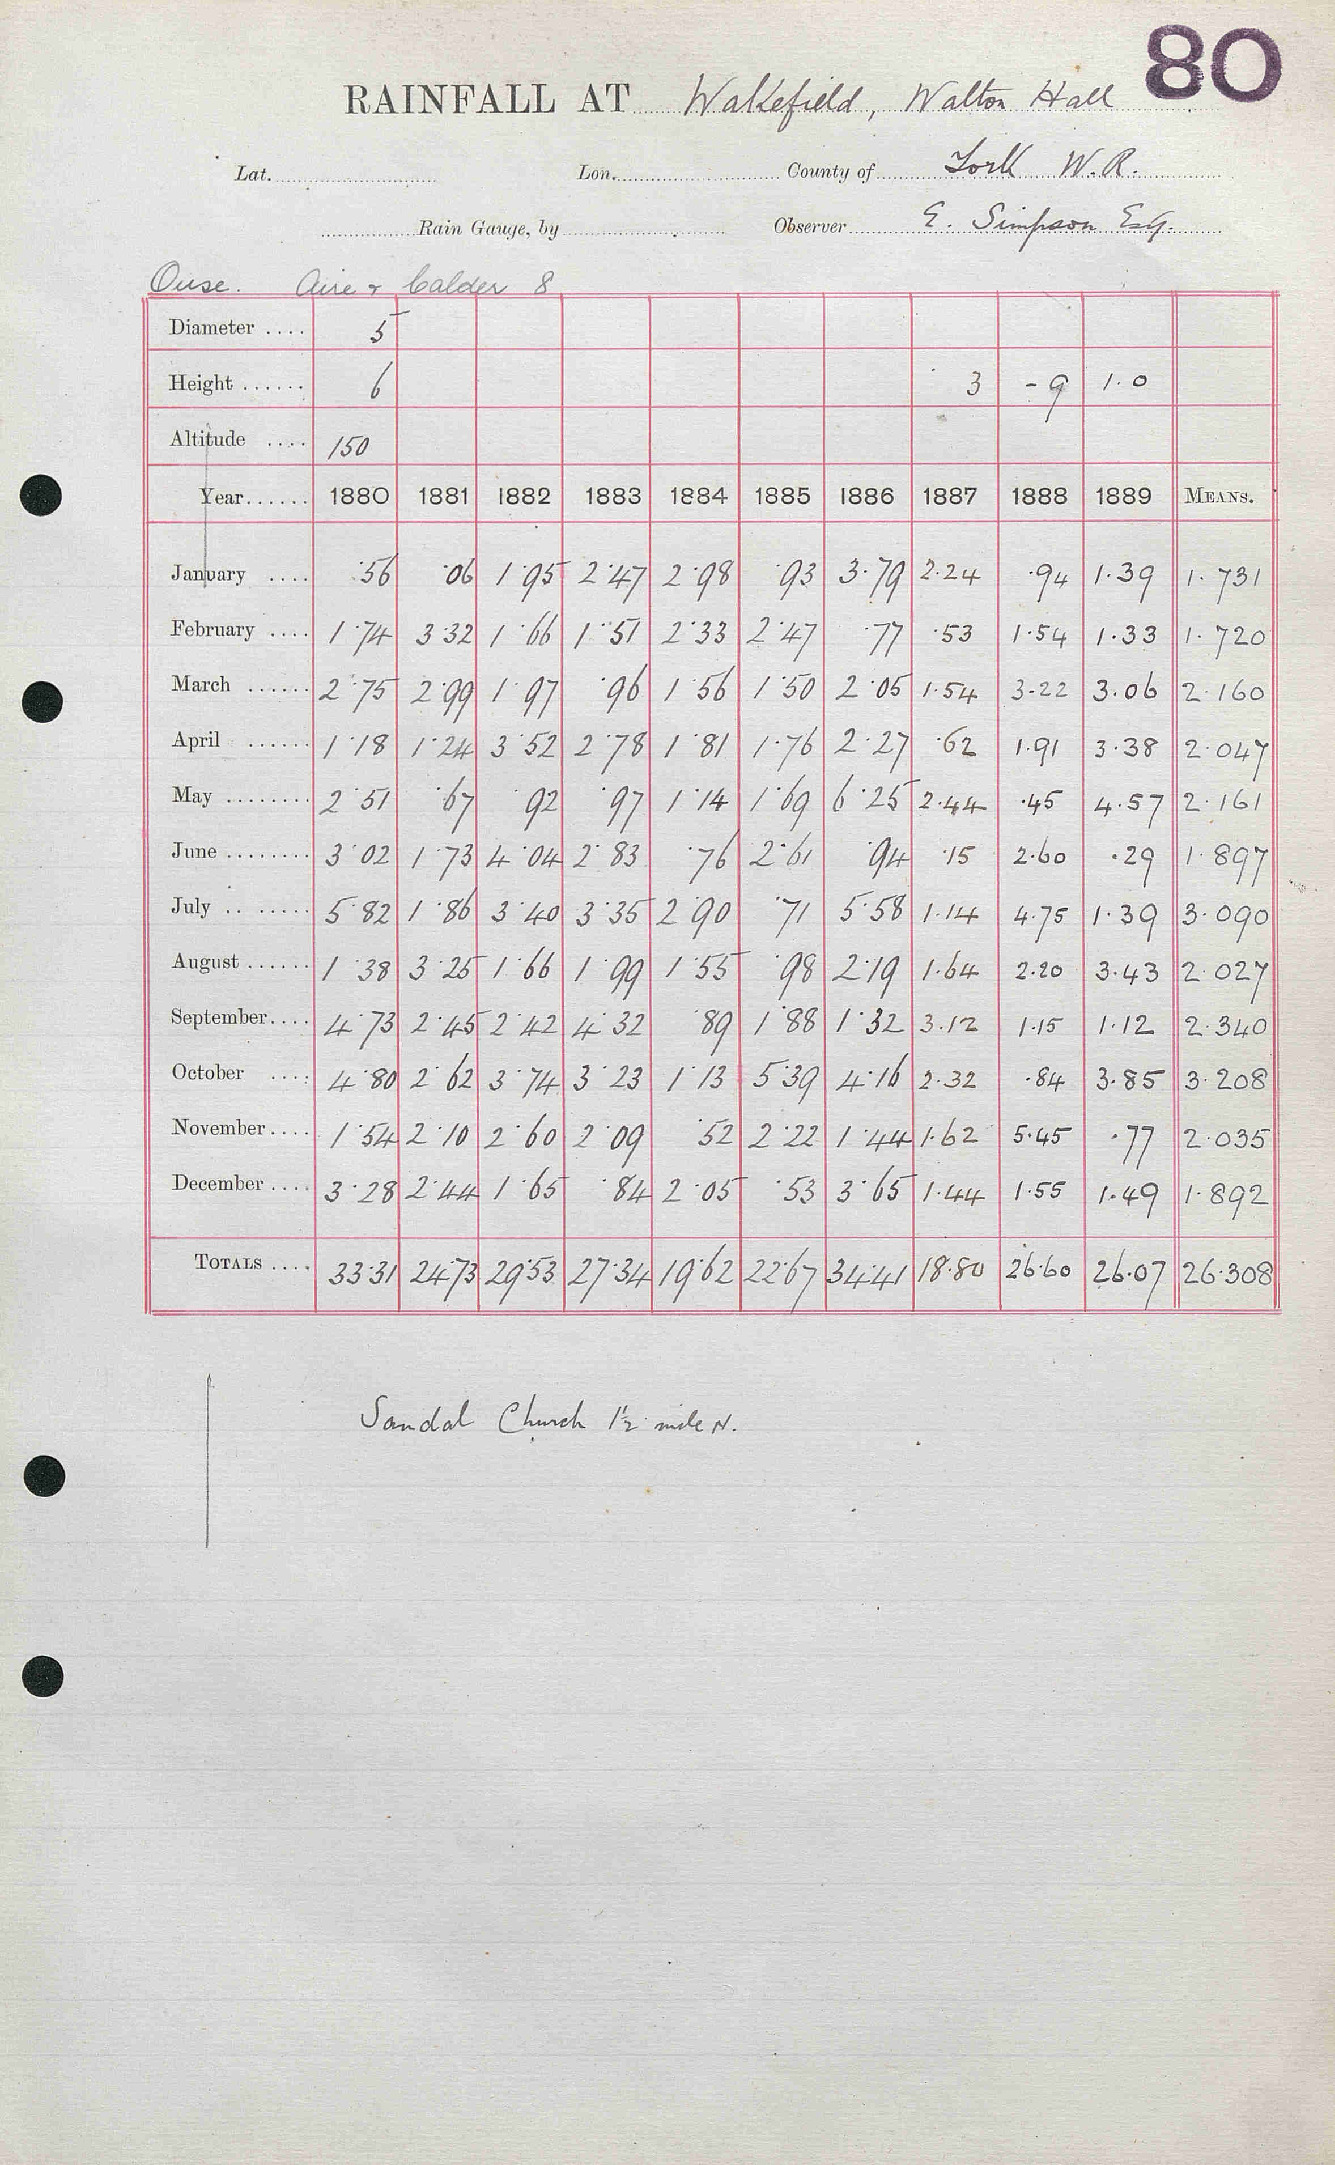 80
RAINFALL AT Wakefield, Walton Hall
Lat. Lon. County of York W.R.
Rain Gauge, by Observer E. Simpson Esq.
Ouse. Aire & Calder 8
Diameter .... 5
Height ...... 6 3 -9 1.0
Altitude .... 150
Year...... 1880 1881 1882 1883 1884 1885 1886 1887 1888 1889 MEANS.
January .... .56 .06 1.95 2.47 2.98 .93 3.79 2.24 .94 1.39 1.731
February .... 1.74 3.32 1.66 1.51 2.33 2.47 .77 .53 1.54 1.33 1.720
March ...... 2.75 2.99 1.97 .96 1.56 1.50 2.05 1.54 3.22 3.06 2.160
April ...... 1.18 1.24 3.52 2.78 1.81 1.76 2.27 .62 1.91 3.38 2.047
May ........ 2.51 .67 .92 .97 1.14 1.69 6.25 2.44 .45 4.57 2.161
June ........ 3.02 1.73 4.04 2.83 .76 2.61 .94 .15 2.60 .29 1.897
July .. ...... 5.82 1.86 3.40 3.35 2.90 .71 5.58 1.14 4.75 1.39 3.090
August ...... 1.38 3.25 1.66 1.99 1.55 .98 2.19 1.64 2.20 3.43 2.027
September.... 4.73 2.45 2.42 4.32 .89 1.88 1.32 3.12 1.15 1.12 2.340
October .... 4.80 2.62 3.74 3.23 1.13 5.39 4.16 2.32 .84 3.85 3.208
November.... 1.54 2.10 2.60 2.09 .52 2.22 1.44 1.62 5.45 .77 2.035
December .... 3.28 2.44 1.65 .84 2.05 .53 3.65 1.44 1.55 1.49 1.892
TOTALS .... 33.31 24.73 29.53 27.34 19.62 22.67 34.41 18.80 26.60 26.07 26.308
Sandal Church 1½ mile N.